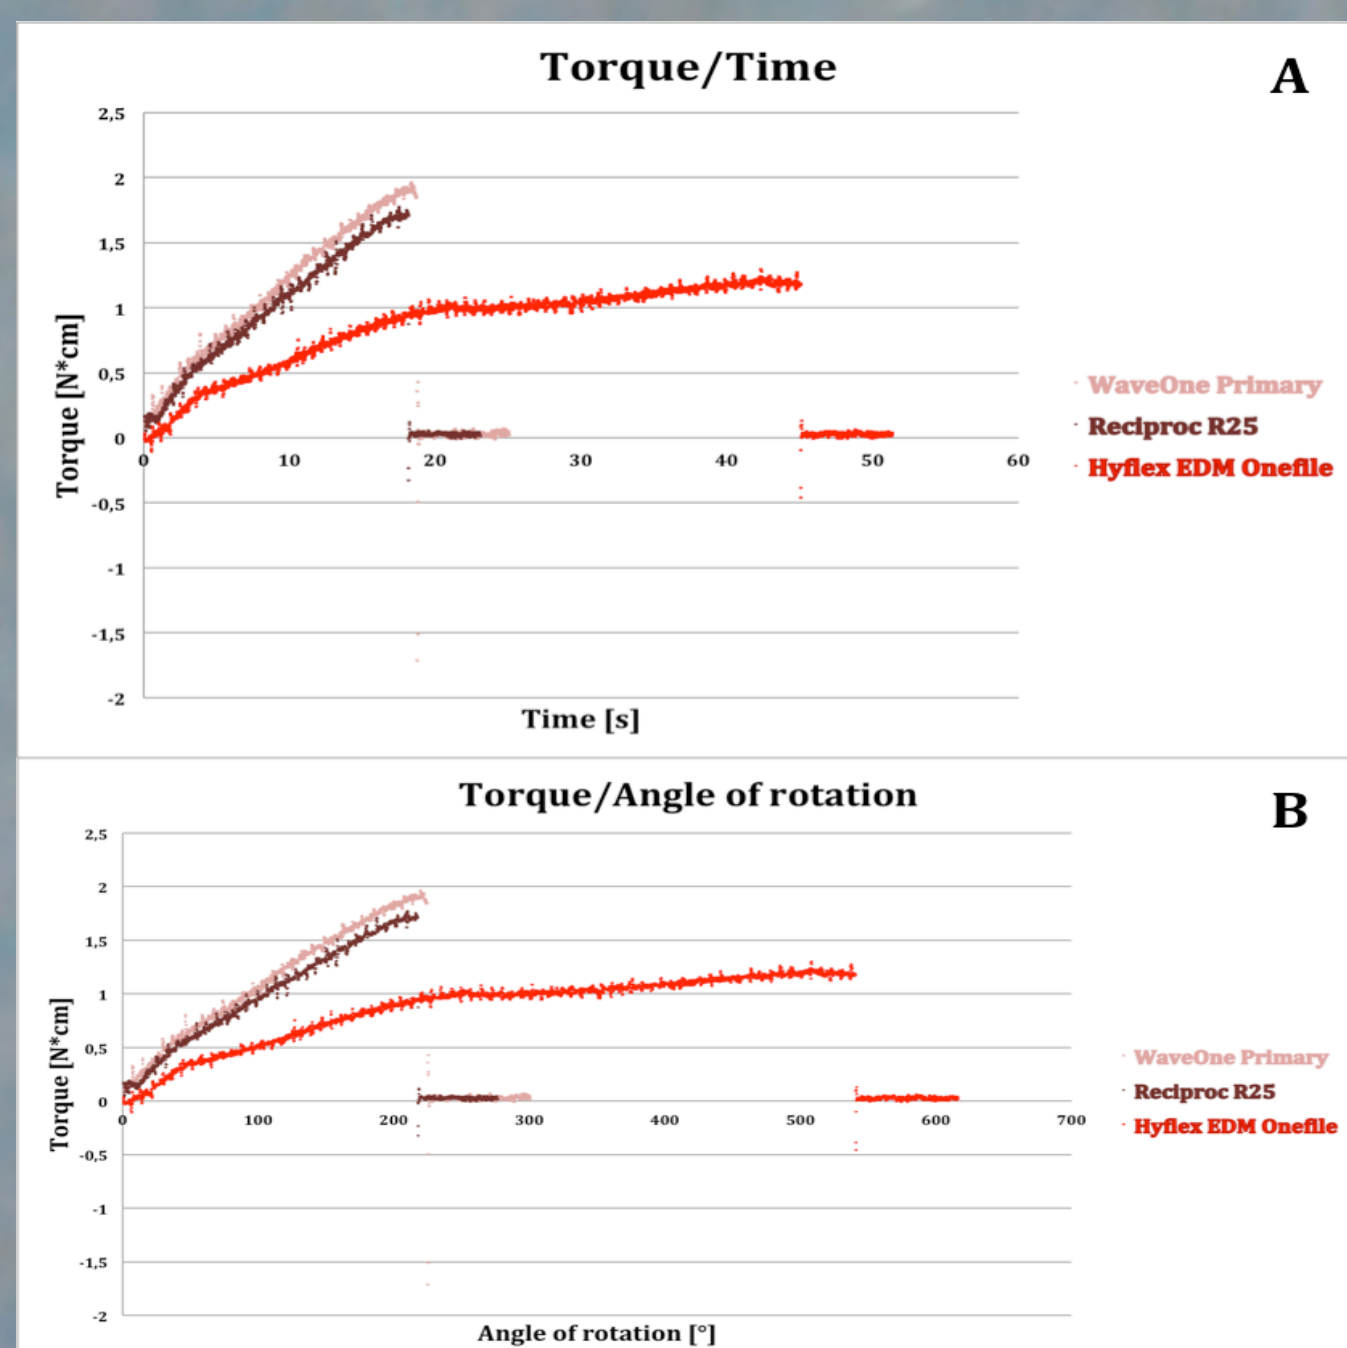 Torque/Time
A
2,5
2
1,5
1
0,5
0
-0,5
-1
-1,5
-2
0 10 20 30 40 50 60
Torque [N*cm]
Time [s]
WaveOne Primary
Reciproc R25
Hyflex EDM Onefile
Torque/Angle of rotation
B
2,5
2
1,5
1
0,5
0
-0,5
-1
-1,5
-2
0 100 200 300 400 500 600 700
Torque [N*cm]
Angle of rotation [°]
WaveOne Primary
Reciproc R25
Hyflex EDM Onefile